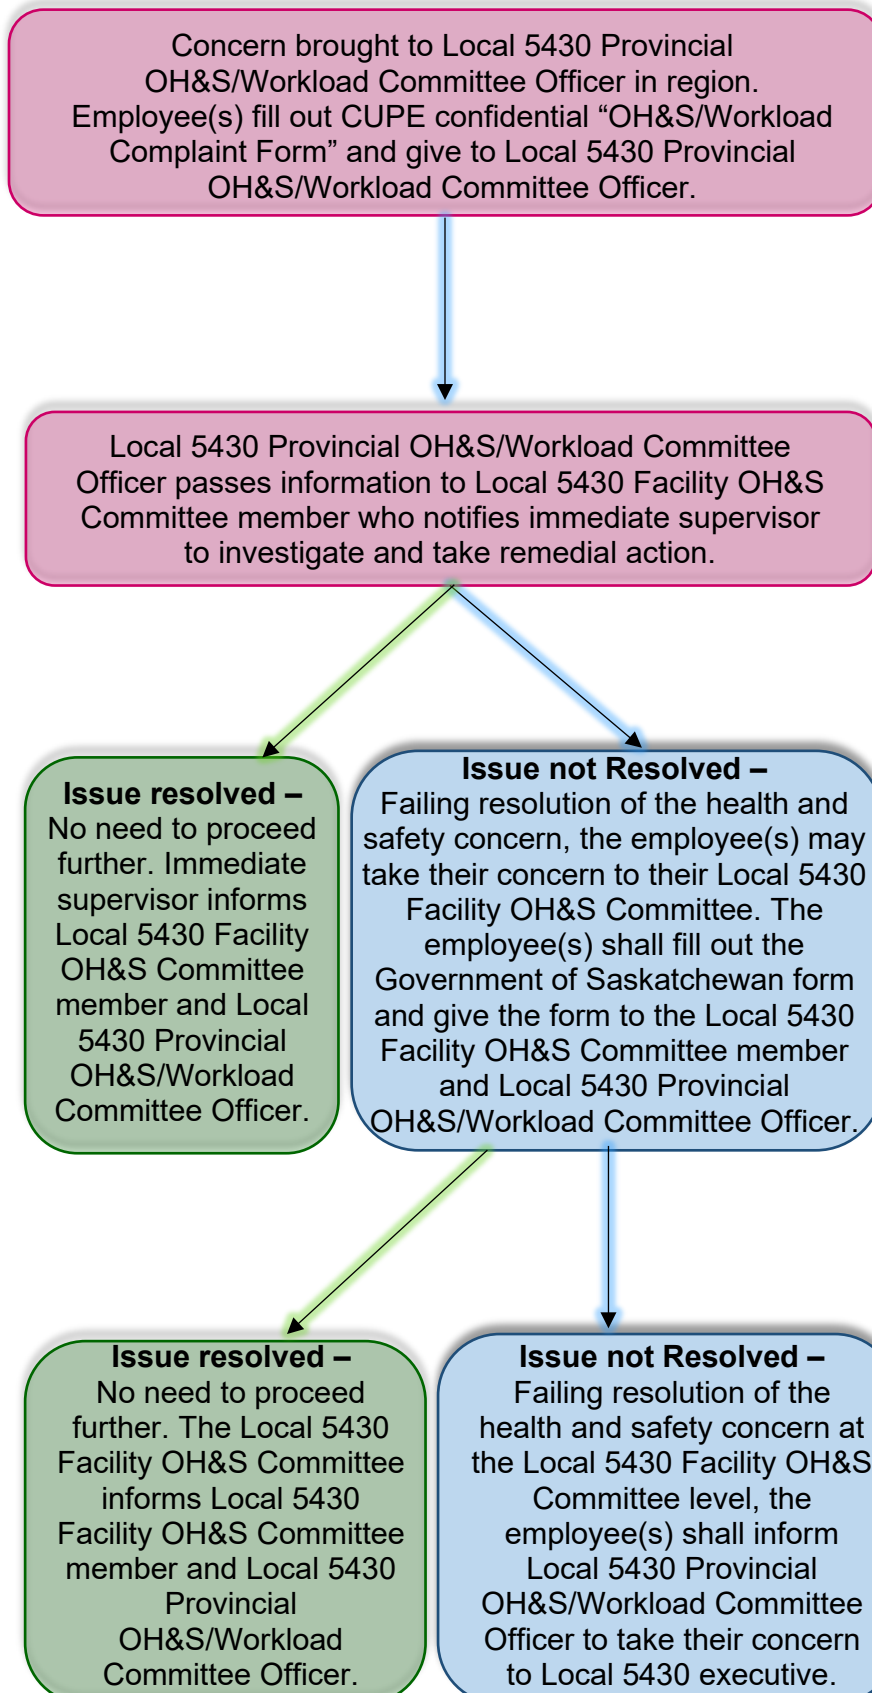 Concern brought to Local 5430 Provincial
OH&S/Workload Committee Officer in region.
Employee(s) fill out CUPE confidential “OH&S/Workload
Complaint Form” and give to Local 5430 Provincial
OH&S/Workload Committee Officer.
Local 5430 Provincial OH&S/Workload Committee
Officer passes information to Local 5430 Facility OH&S
Committee member who notifies immediate supervisor
to investigate and take remedial action.
Issue resolved –
No need to proceed
further. Immediate
supervisor informs
Local 5430 Facility
OH&S Committee
member and Local
5430 Provincial
OH&S/Workload
Committee Officer.
Issue not Resolved –
Failing resolution of the health and
safety concern, the employee(s) may
take their concern to their Local 5430
Facility OH&S Committee. The
employee(s) shall fill out the
Government of Saskatchewan form
and give the form to the Local 5430
Facility OH&S Committee member
and Local 5430 Provincial
OH&S/Workload Committee Officer.
Issue resolved –
No need to proceed
further. The Local 5430
Facility OH&S Committee
informs Local 5430
Facility OH&S Committee
member and Local 5430
Provincial
OH&S/Workload
Committee Officer.
Issue not Resolved –
Failing resolution of the
health and safety concern at
the Local 5430 Facility OH&S
Committee level, the
employee(s) shall inform
Local 5430 Provincial
OH&S/Workload Committee
Officer to take their concern
to Local 5430 executive.